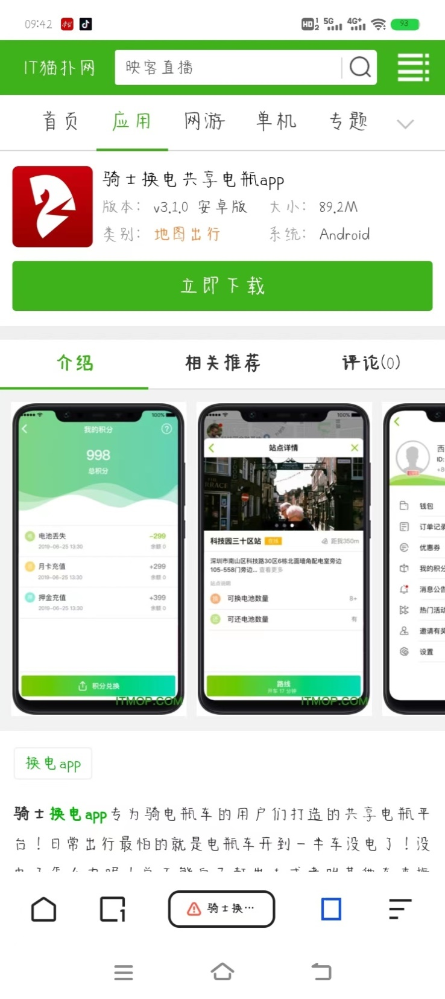 09:42
HD 1 2 5G 4G+ 93
IT猫扑网
映客直播
首页 应用 网游 单机 专题
骑士换电共享电瓶app
版本： v3.1.0 安卓版 大小： 89.2M
类别： 地图出行 系统： Android
立即下载
介绍 相关推荐 评论(0)
100%
我的积分
?
998
总积分
电池丢失 -299
2019-06-25 13:30 余额 0
月卡充值 +299
2019-06-25 13:30 余额 0
押金充值 +399
2019-06-25 13:30 余额 0
积分兑换
ITMOP.COM
100%
站点详情
科技园三十区站 在线 距我350m
深圳市南山区科技路30区6栋北面墙角配电室旁边
105-558门旁边... 查看更多
站点说明
换 可换电池数量 8+
还 可还电池数量 有
路线
开车 17 分钟
ITMOP.COM
西
ID:
+8
钱包
订单记录
优惠券
我的积分
消息公告
热门活动
邀请有奖
设置
换电app
骑士换电app专为骑电瓶车的用户们打造的共享电瓶平
台！日常出行最怕的就是电瓶车开到一半车没电了！没
1 骑士换…